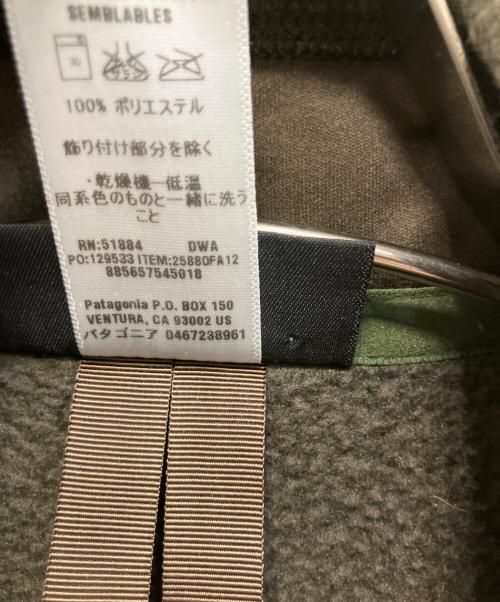 SEMBLABLES
30
100% ポリエステル
飾り付け部分を除く
・乾燥機—低温
同系色のものと一緒に洗う
こと
RN:51884 DWA
PO:129533 ITEM:25880FA12
885657545018
Patagonia P.O. BOX 150
VENTURA, CA 93002 US
パタゴニア 0467238961